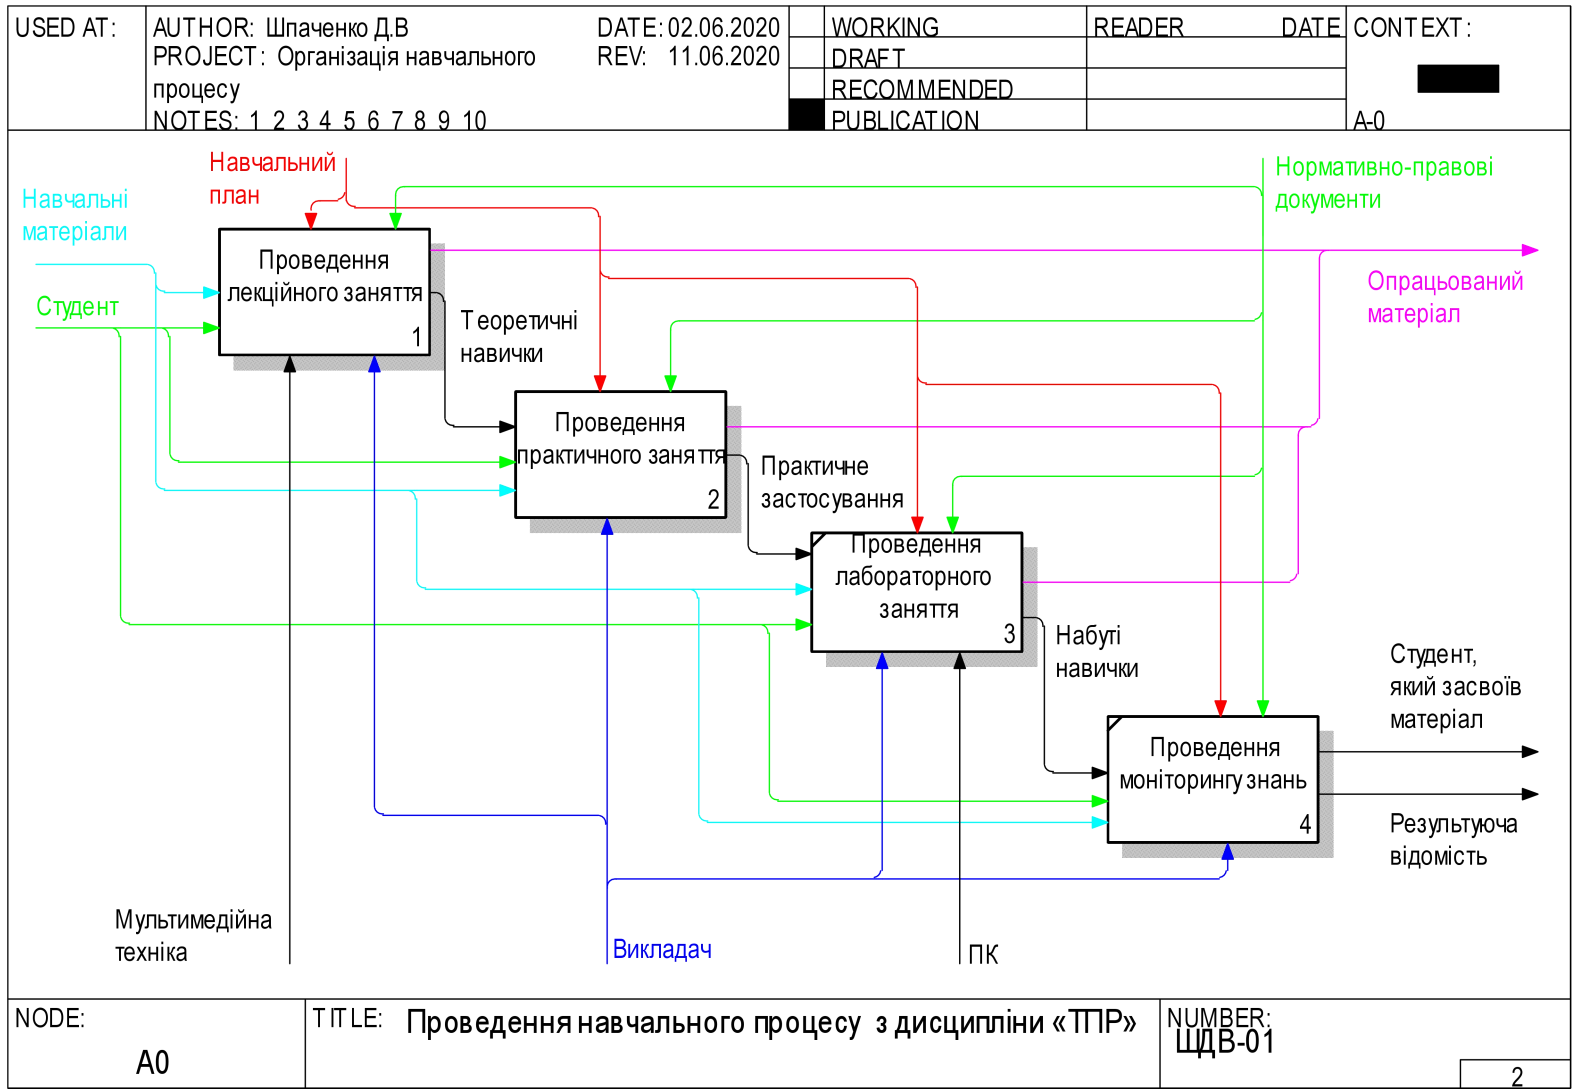 USED AT:
AUTHOR: Шпаченко Д.В
DATE: 02.06.2020
PROJECT: Організація навчального
процесу
REV: 11.06.2020
NOTES: 1 2 3 4 5 6 7 8 9 10
WORKING
DRAFT
RECOMMENDED
PUBLICATION
READER
DATE
CONTEXT:
A-0
Навчальний
план
Нормативно-правові
документи
Навчальні
матеріали
Студент
Проведення
лекційного заняття
1
Теоретичні
навички
Опрацьований
матеріал
Проведення
практичного заняття
2
Практичне
застосування
Проведення
лабораторного
заняття
3
Набуті
навички
Проведення
моніторингу знань
4
Студент,
який засвоїв
матеріал
Результуюча
відомість
Мультимедійна
техніка
Викладач
ПК
NODE:
A0
TITLE: Проведення навчального процесу з дисципліни «ТПР»
NUMBER:
ШДВ-01
2